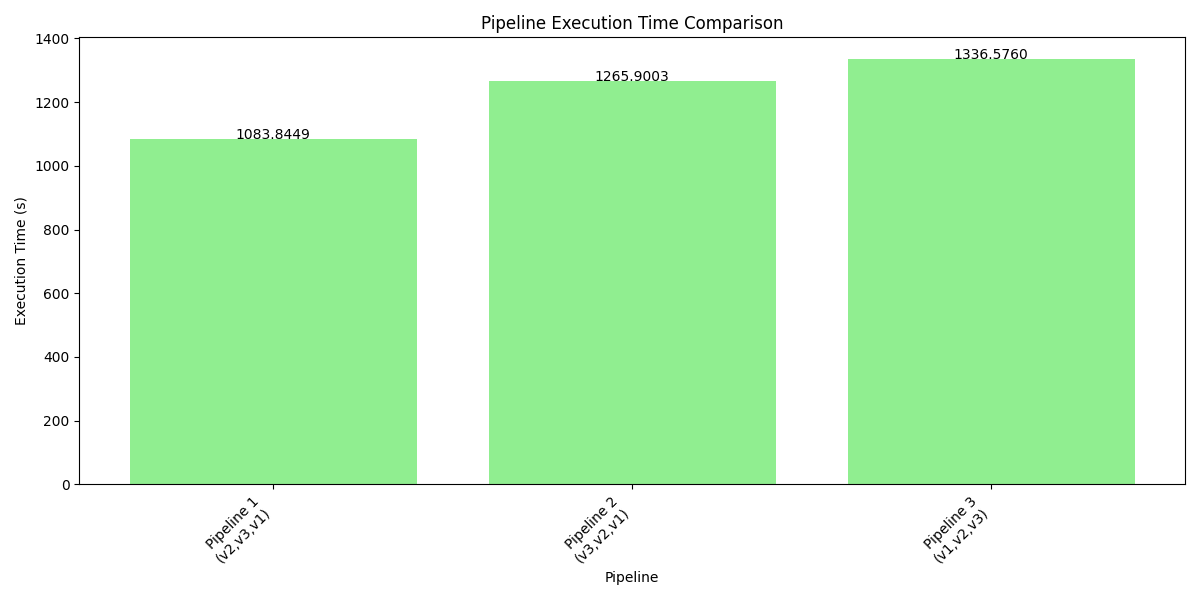 Pipeline Execution Time Comparison
1400
1200
1000
800
600
400
200
0
Execution Time (s)
1083.8449
1265.9003
1336.5760
Pipeline 1
(v2,v3,v1)
Pipeline 2
(v3,v2,v1)
Pipeline 3
(v1,v2,v3)
Pipeline